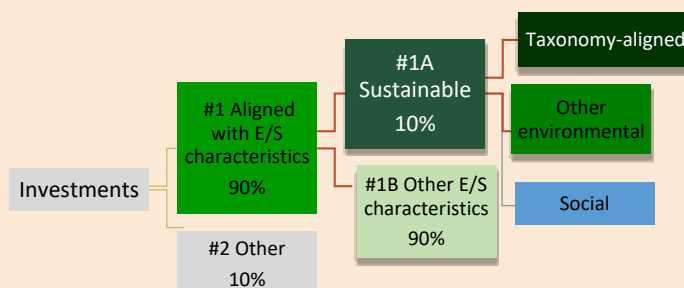 Investments
#1 Aligned
with E/S
characteristics
90%
#2 Other
10%
#1A
Sustainable
10%
#1B Other E/S
characteristics
90%
Taxonomy-aligned
Other
environmental
Social